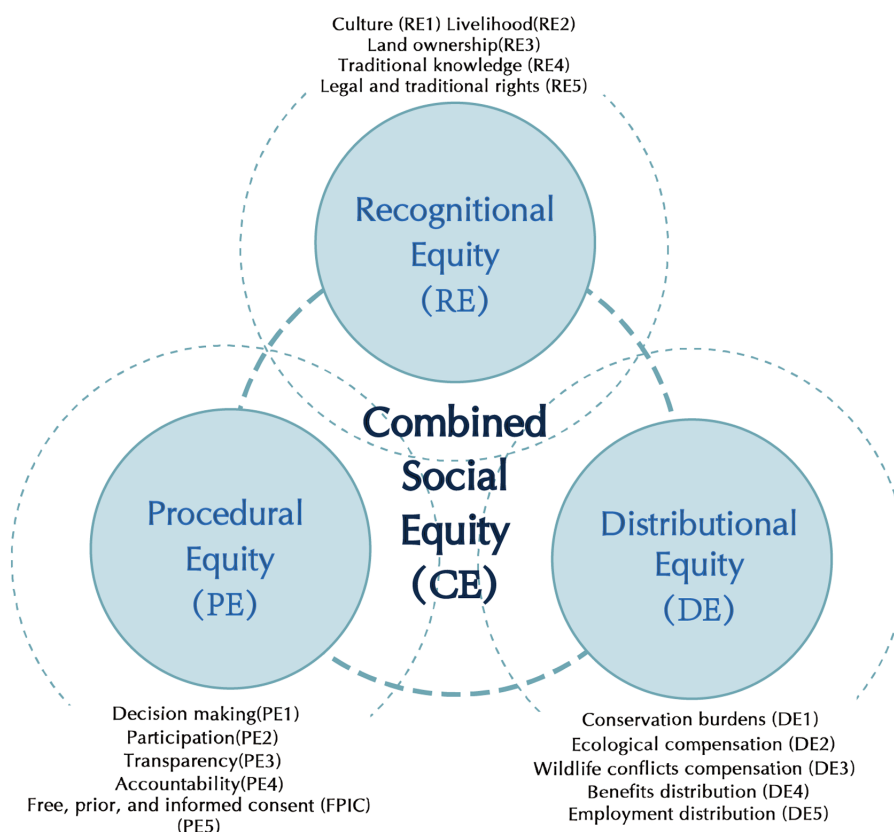 Culture (RE1) Livelihood(RE2)
Land ownership(RE3)
Traditional knowledge (RE4)
Legal and traditional rights (RE5)
Recognitional
Equity
(RE)
Combined
Social
Equity
(CE)
Procedural
Equity
(PE)
Distributional
Equity
(DE)
Decision making(PE1)
Participation(PE2)
Transparency(PE3)
Accountability(PE4)
Free, prior, and informed consent (FPIC)
(PE5)
Conservation burdens (DE1)
Ecological compensation (DE2)
Wildlife conflicts compensation (DE3)
Benefits distribution (DE4)
Employment distribution (DE5)